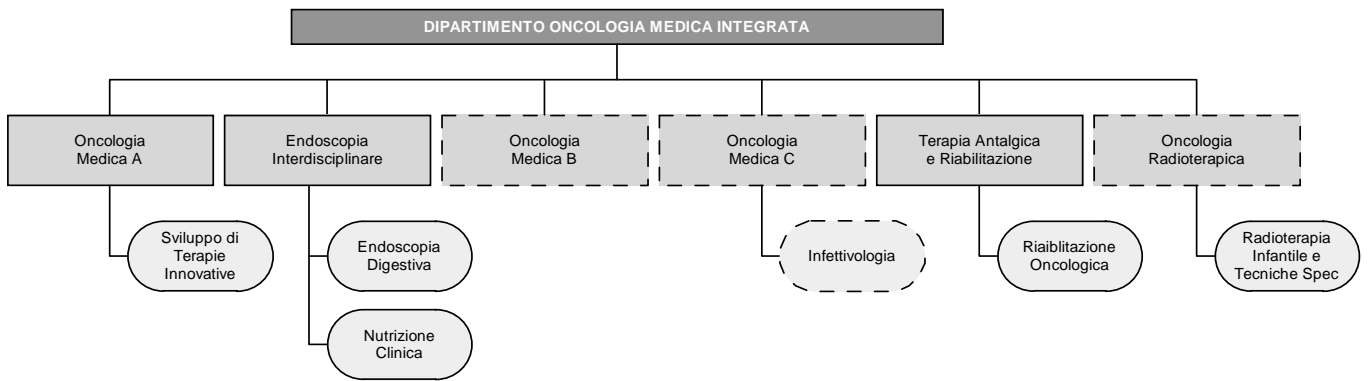 DIPARTIMENTO ONCOLOGIA MEDICA INTEGRATA
Oncologia
Medica A
Endoscopia
Interdisciplinare
Oncologia
Medica B
Oncologia
Medica C
Terapia Antalgica
e Riabilitazione
Oncologia
Radioterapica
Sviluppo di
Terapie
Innovative
Endoscopia
Digestiva
Infettivologia
Riaiblitazione
Oncologica
Radioterapia
Infantile e
Tecniche Spec
Nutrizione
Clinica